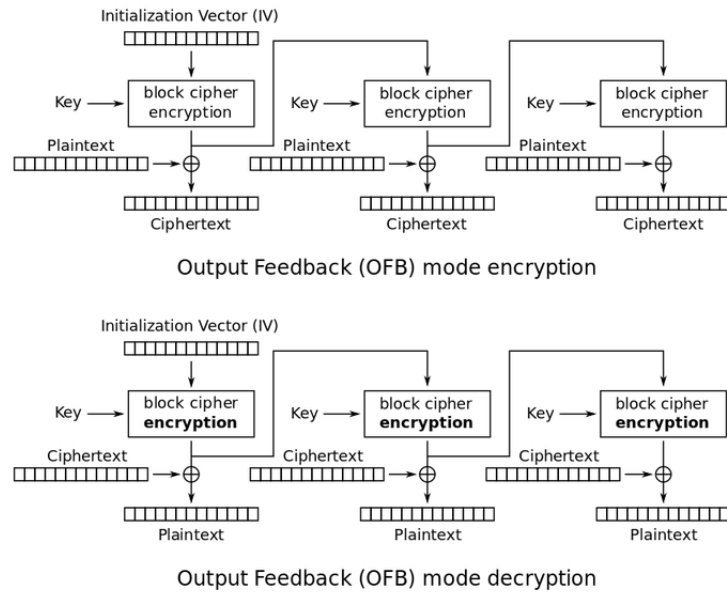 Initialization Vector (IV)
Key
block cipher
encryption
Key
block cipher
encryption
Key
block cipher
encryption
Plaintext
Plaintext
Plaintext
Ciphertext
Ciphertext
Ciphertext
Output Feedback (OFB) mode encryption
Initialization Vector (IV)
Key
block cipher
encryption
Key
block cipher
encryption
Key
block cipher
encryption
Ciphertext
Ciphertext
Ciphertext
Plaintext
Plaintext
Plaintext
Output Feedback (OFB) mode decryption